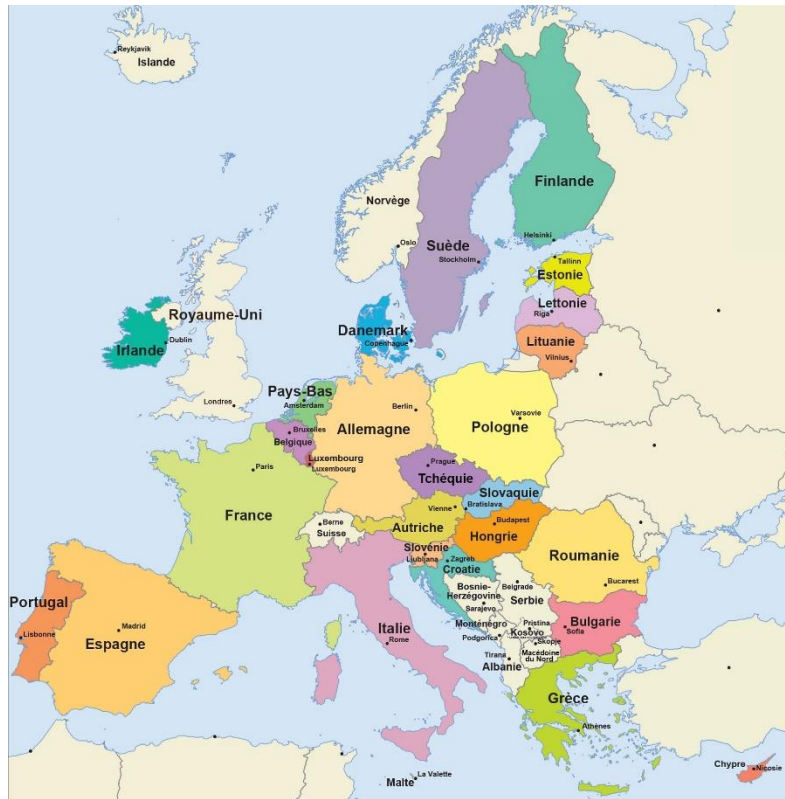 Reykjavik
Islande
Finlande
Norvège
Helsinki
Oslo
Suède
Stockholm
Tallinn
Estonie
Lettonie
Riga
Royaume-Uni
Danemark
Copenhague
Lituanie
Vilnius
Dublin
Irlande
Pays-Bas
Amsterdam
Londres
Berlin
Varsovie
Allemagne
Pologne
Bruxelles
Belgique
Luxembourg
Luxembourg
Paris
Prague
Tchéquie
Slovaquie
Bratislava
Vienne
France
Berne
Suisse
Autriche
Budapest
Hongrie
Slovénie
Ljubljana
Zagreb
Croatie
Roumanie
Bucarest
Bosnie-
Herzégovine
Sarajevo
Belgrade
Serbie
Portugal
Lisbonne
Madrid
Espagne
Italie
Rome
Monténégro
Podgorica
Pristina
Kosovo
Bulgarie
Sofia
Skopje
Macédoine
du Nord
Tirana
Albanie
Grèce
Athènes
Chypre
Nicosie
La Valette
Malte